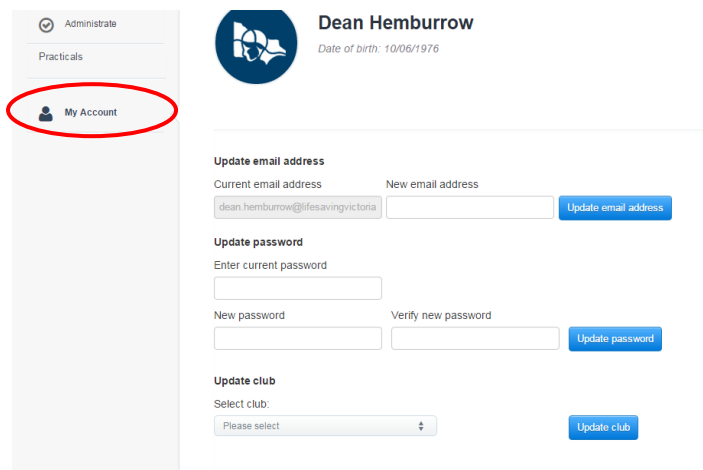 Administrate
Practicals
My Account
Dean Hemburrow
Date of birth: 10/06/1976
Update email address
Current email address New email address
dean.hemburrow@lifesavingvictoria Update email address
Update password
Enter current password
New password Verify new password
Update password
Update club
Select club:
Please select Update club